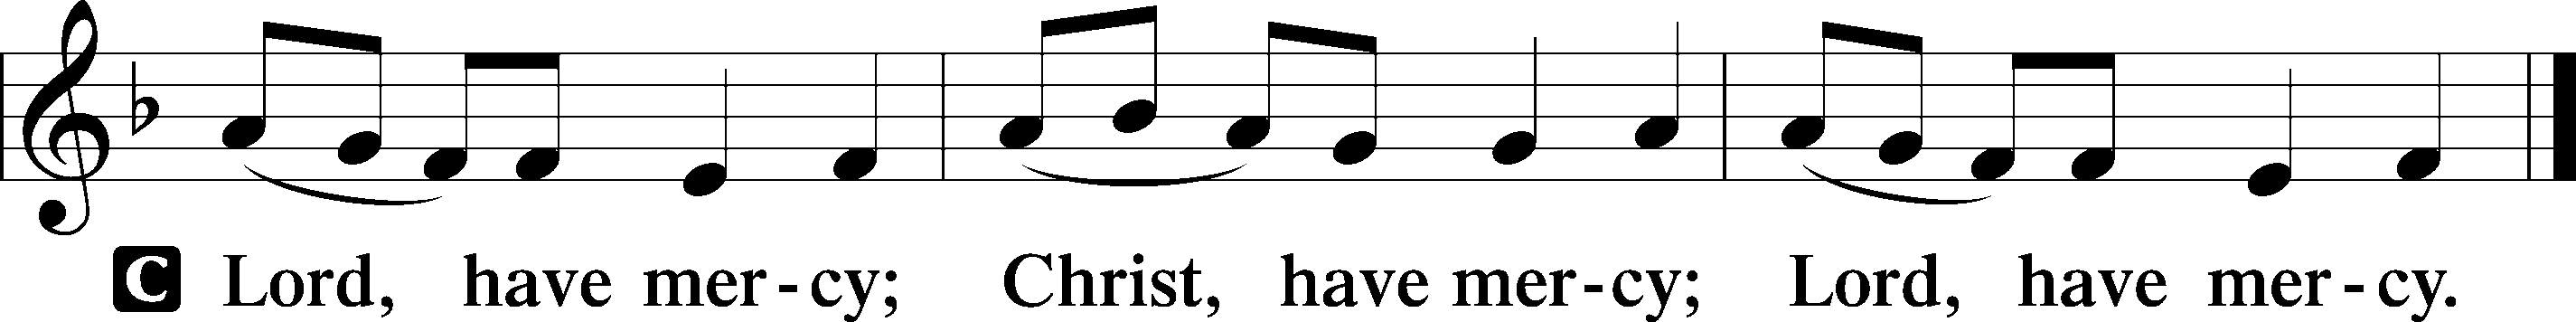 C Lord, have mer-cy; Christ, have mer-cy; Lord, have mer-cy.